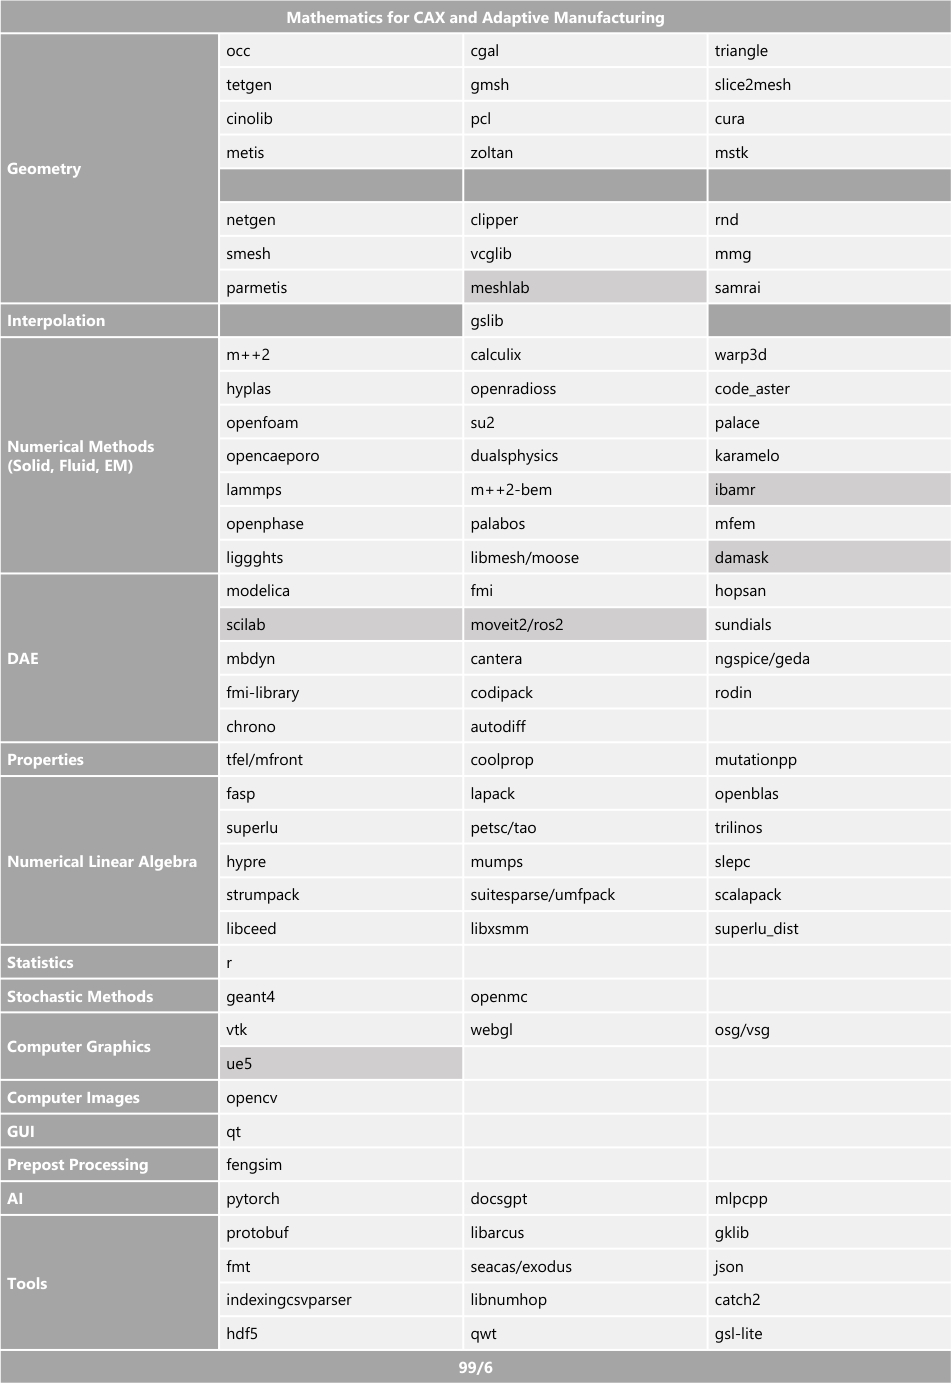 Mathematics for CAX and Adaptive Manufacturing
Geometry
occ cgal triangle
tetgen gmsh slice2mesh
cinolib pcl cura
metis zoltan mstk
netgen clipper rnd
smesh vcglib mmg
parmetis meshlab samrai
Interpolation gslib
Numerical Methods
(Solid, Fluid, EM)
m++2 calculix warp3d
hyplas openradioss code_aster
openfoam su2 palace
opencaeporo dualsphysics karamelo
lammps m++2-bem ibamr
openphase palabos mfem
liggghts libmesh/moose damask
DAE
modelica fmi hopsan
scilab moveit2/ros2 sundials
mbdyn cantera ngspice/geda
fmi-library codipack rodin
chrono autodiff
Properties tfel/mfront coolprop mutationpp
Numerical Linear Algebra
fasp lapack openblas
superlu petsc/tao trilinos
hypre mumps slepc
strumpack suitesparse/umfpack scalapack
libceed libxsmm superlu_dist
Statistics r
Stochastic Methods geant4 openmc
Computer Graphics
vtk webgl osg/vsg
ue5
Computer Images opencv
GUI qt
Prepost Processing fengsim
AI pytorch docsgpt mlpcpp
Tools
protobuf libarcus gklib
fmt seacas/exodus json
indexingcsvparser libnumhop catch2
hdf5 qwt gsl-lite
99/6